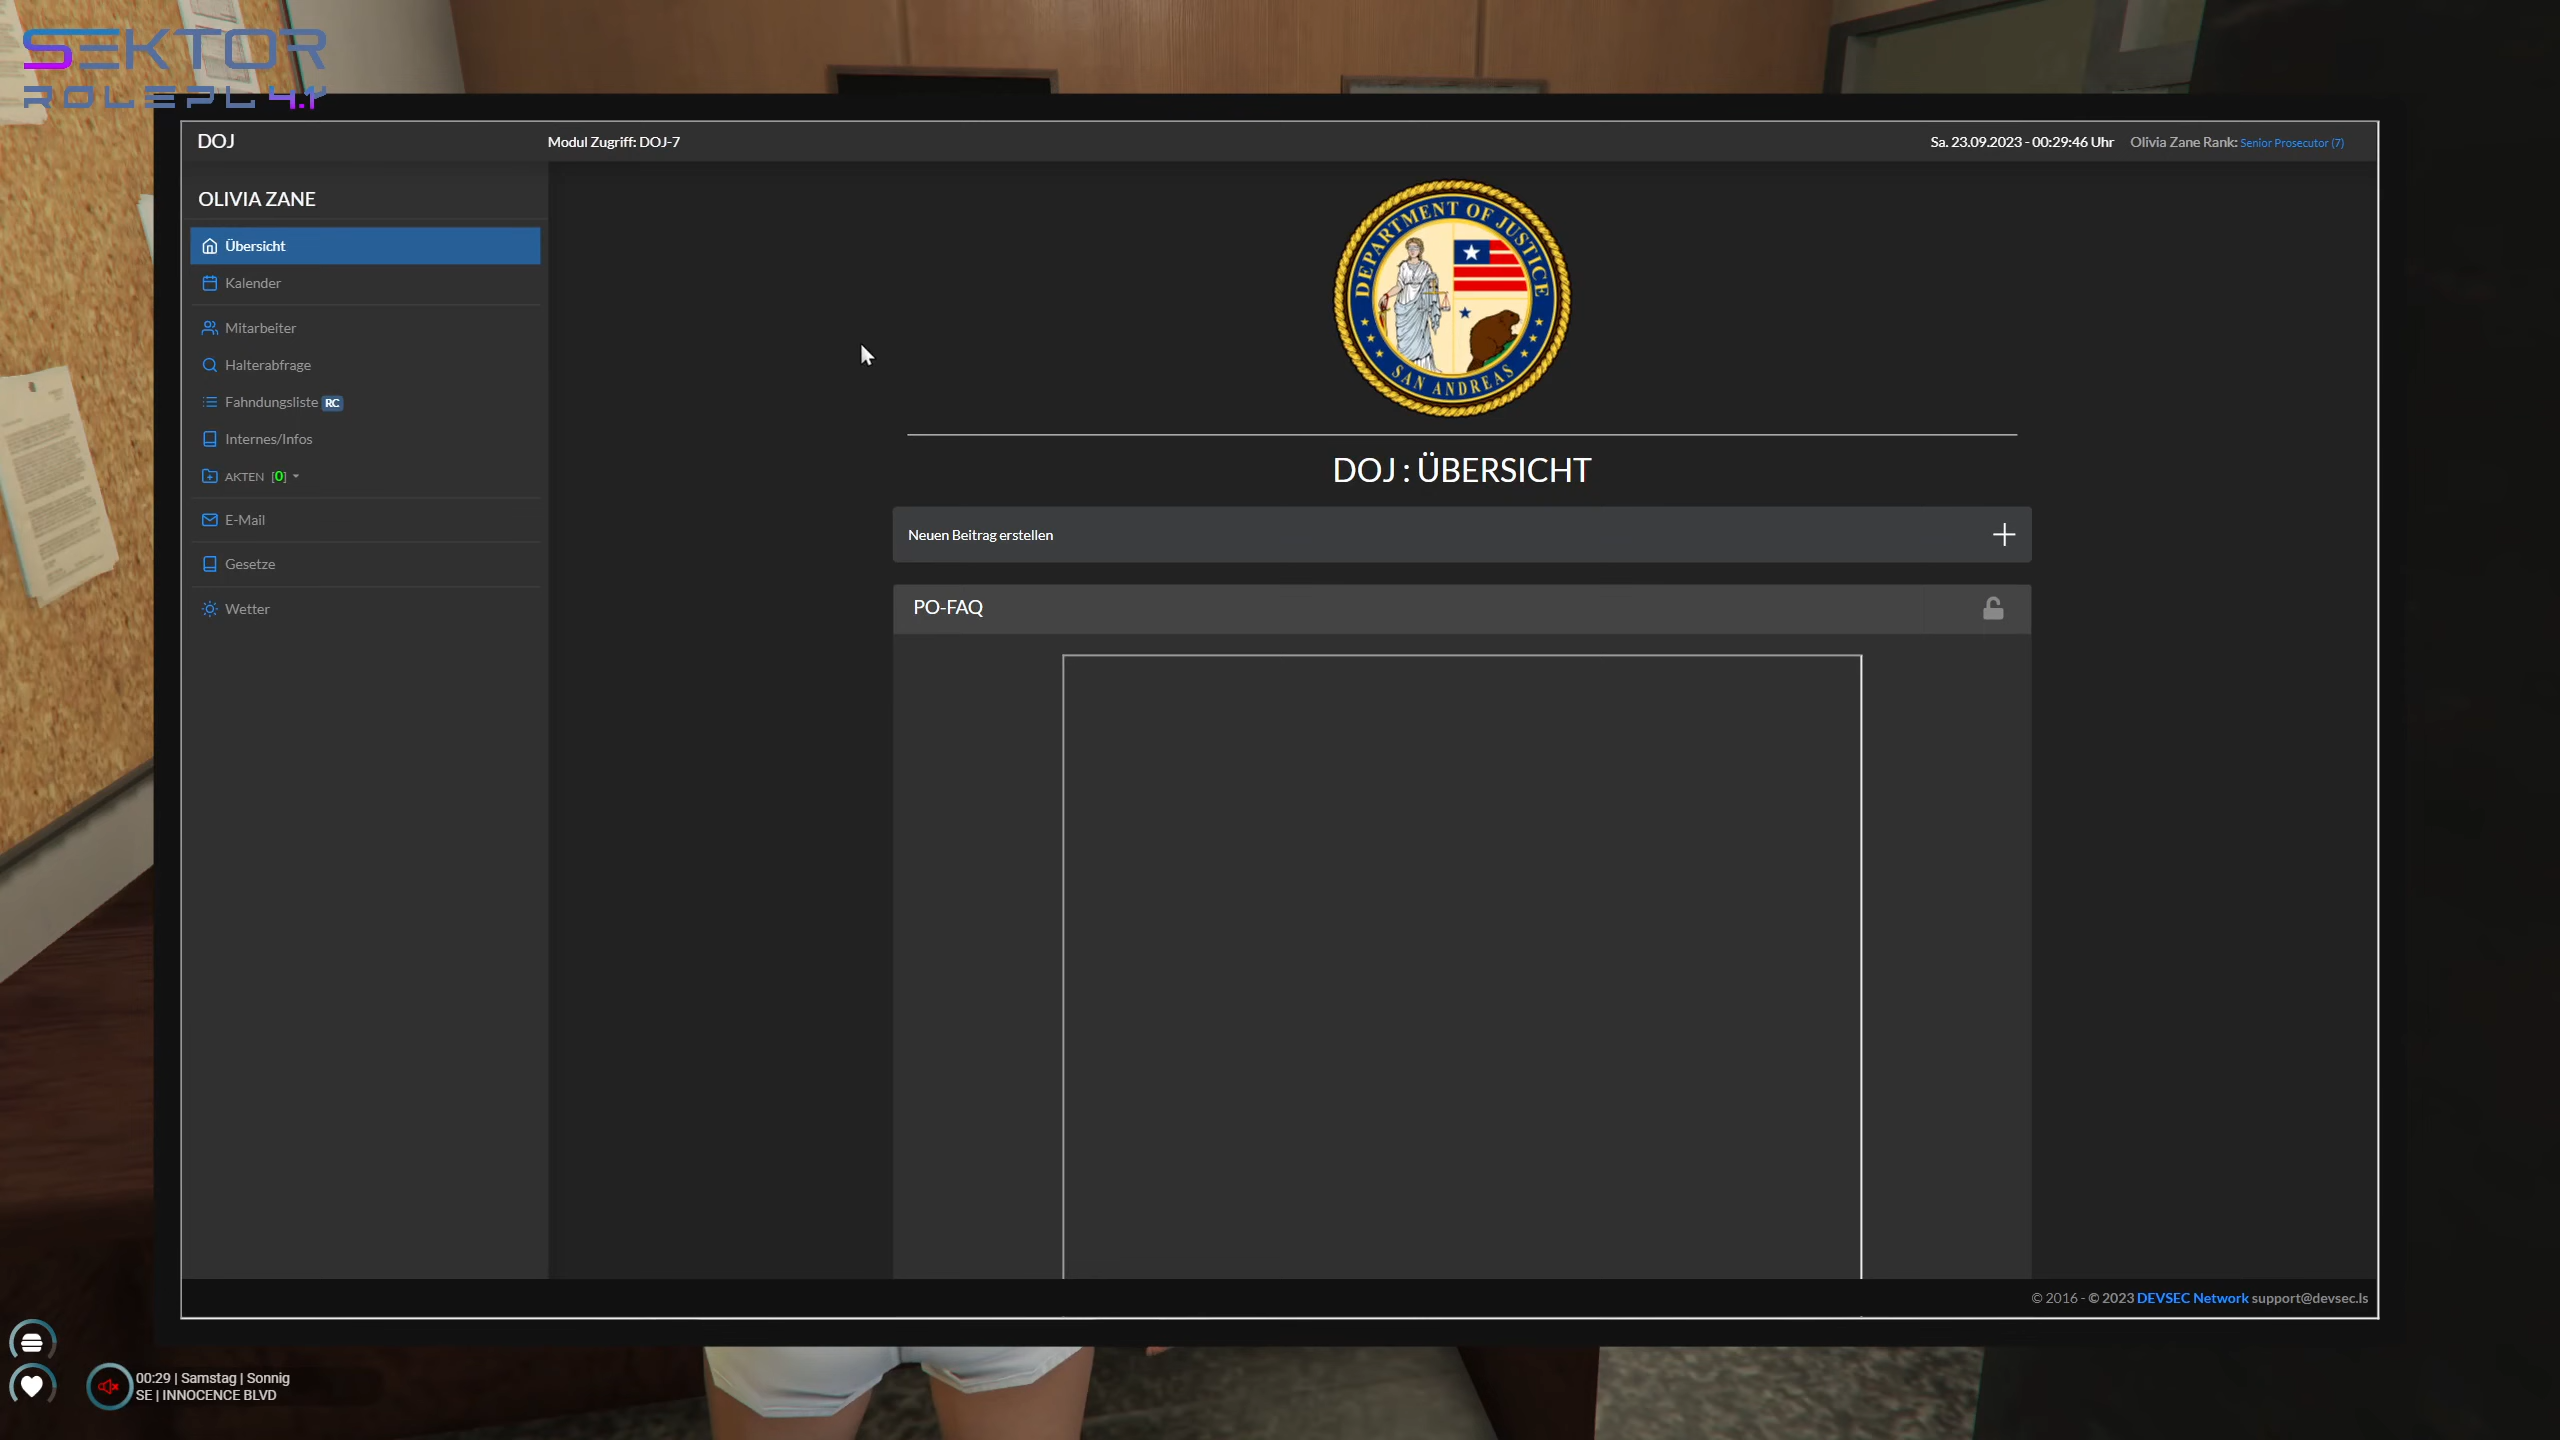 SEKTOR
ROLEPL4.Y
DOJ
Modul Zugriff: DOJ-7
Sa. 23.09.2023 - 00:29:46 Uhr
Olivia Zane Rank: Senior Prosecutor (7)
OLIVIA ZANE
Übersicht
Kalender
Mitarbeiter
Halterabfrage
Fahndungsliste RC
Internes/Infos
AKTEN [0]
E-Mail
Gesetze
Wetter
DEPARTMENT OF JUSTICE
SAN ANDREAS
DOJ : ÜBERSICHT
Neuen Beitrag erstellen
PO-FAQ
© 2016 - © 2023 DEVSEC Network support@devsec.ls
00:29 | Samstag | Sonnig
SE | INNOCENCE BLVD